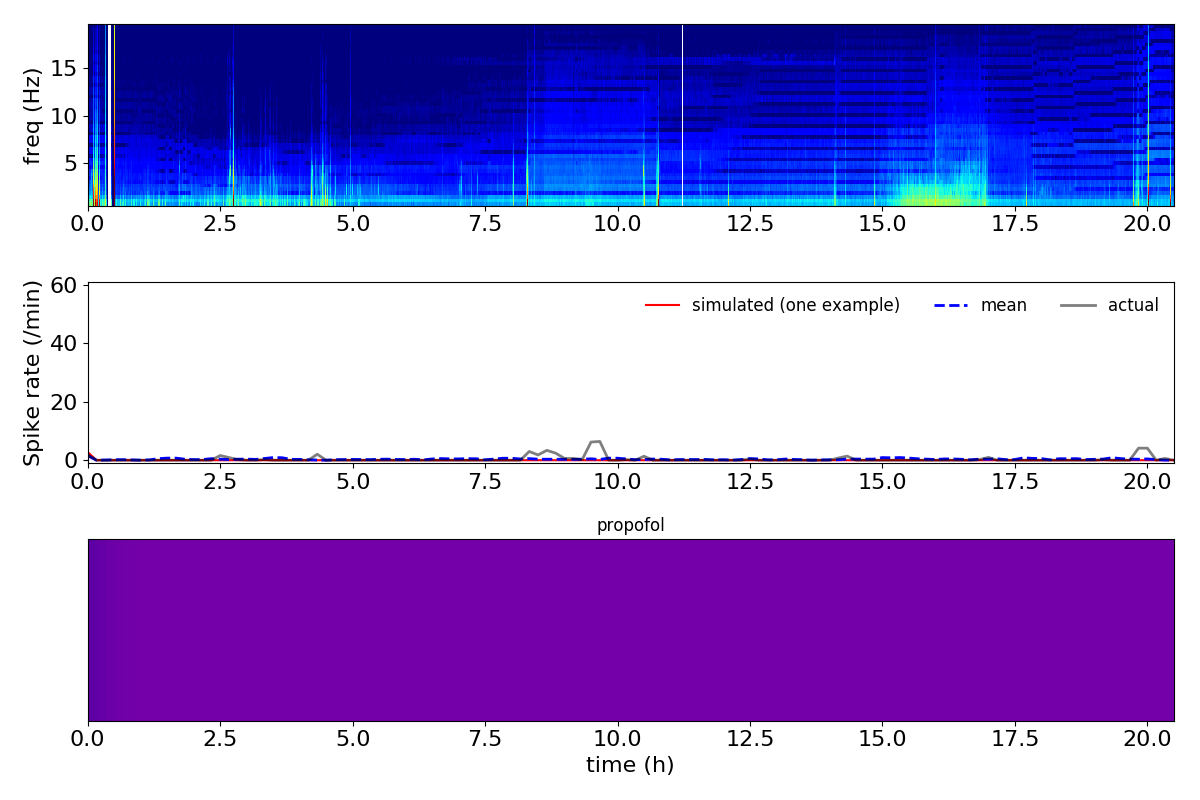 15
10
5
freq (Hz)
0.0 2.5 5.0 7.5 10.0 12.5 15.0 17.5 20.0
60
40
20
0
Spike rate (/min)
simulated (one example) mean actual
0.0 2.5 5.0 7.5 10.0 12.5 15.0 17.5 20.0
propofol
0.0 2.5 5.0 7.5 10.0 12.5 15.0 17.5 20.0
time (h)